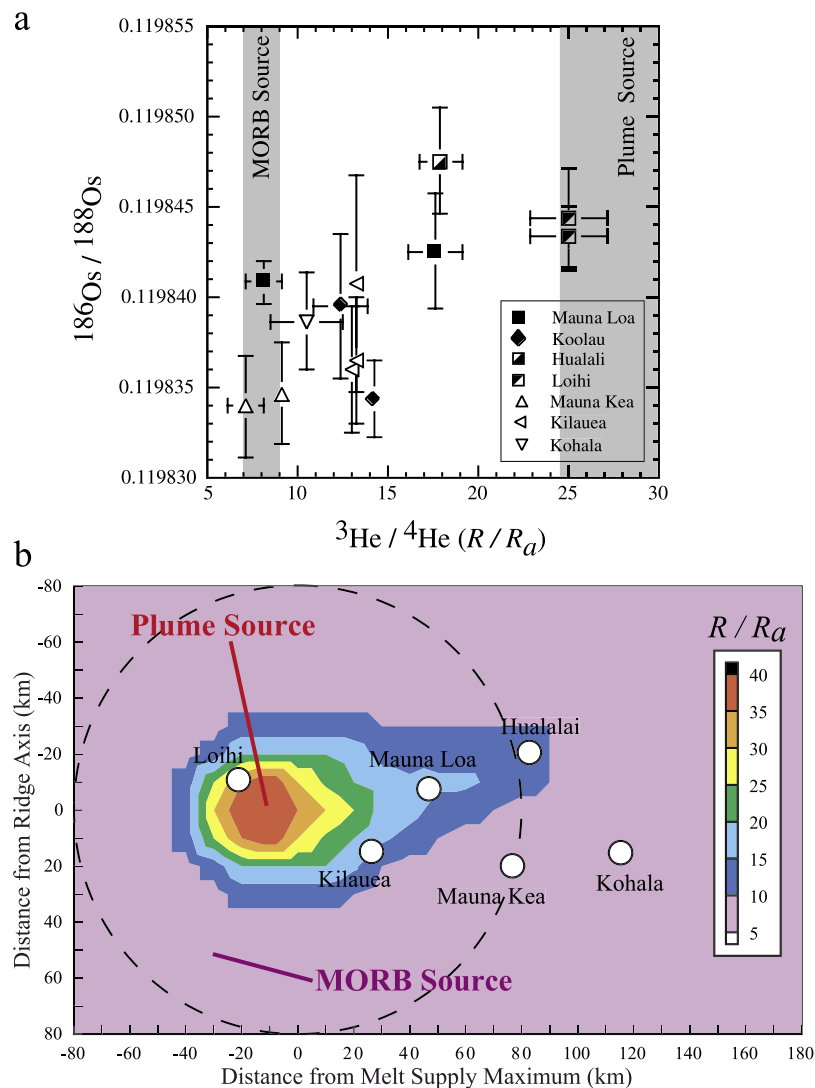 a
0.119855
0.119850
0.119845
0.119840
0.119835
0.119830
186Os / 188Os
MORB Source
Plume Source
Mauna Loa
Koolau
Hualali
Loihi
Mauna Kea
Kilauea
Kohala
5 10 15 20 25 30
3He / 4He (R / Ra)
b
-80
-60
-40
-20
0
20
40
60
80
Distance from Ridge Axis (km)
Plume Source
R / Ra
40
35
30
25
20
15
10
5
Hualalai
Loihi
Mauna Loa
Kilauea
Mauna Kea
Kohala
MORB Source
-80 -60 -40 -20 0 20 40 60 80 100 120 140 160 180
Distance from Melt Supply Maximum (km)